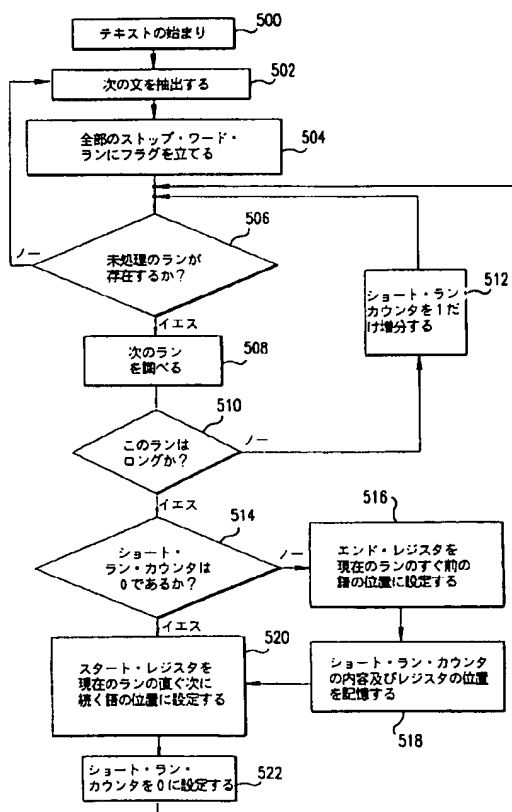 テキストの始まり
500
次の文を抽出する
502
全部のストップ・ワード・
ランにフラグを立てる
504
506
ノー
未処理のランが
存在するか?
イエス
512
ショート・ラン
カウンタを1だ
け増分する
508
次のラン
を調べる
510
このランは
ロングか?
ノー
イエス
514
ショート・
ラン・カウンタは
0であるか?
ノー
イエス
516
エンド・レジスタを
現在のランのすぐ前の
語の位置に設定する
520
スタート・レジスタを
現在のランの直ぐ次に
続く語の位置に設定する
ショート・ラン・カウンタ
の内容及びレジスタの位置
を記憶する
518
ショート・ラン・
カウンタを0に設定する
522